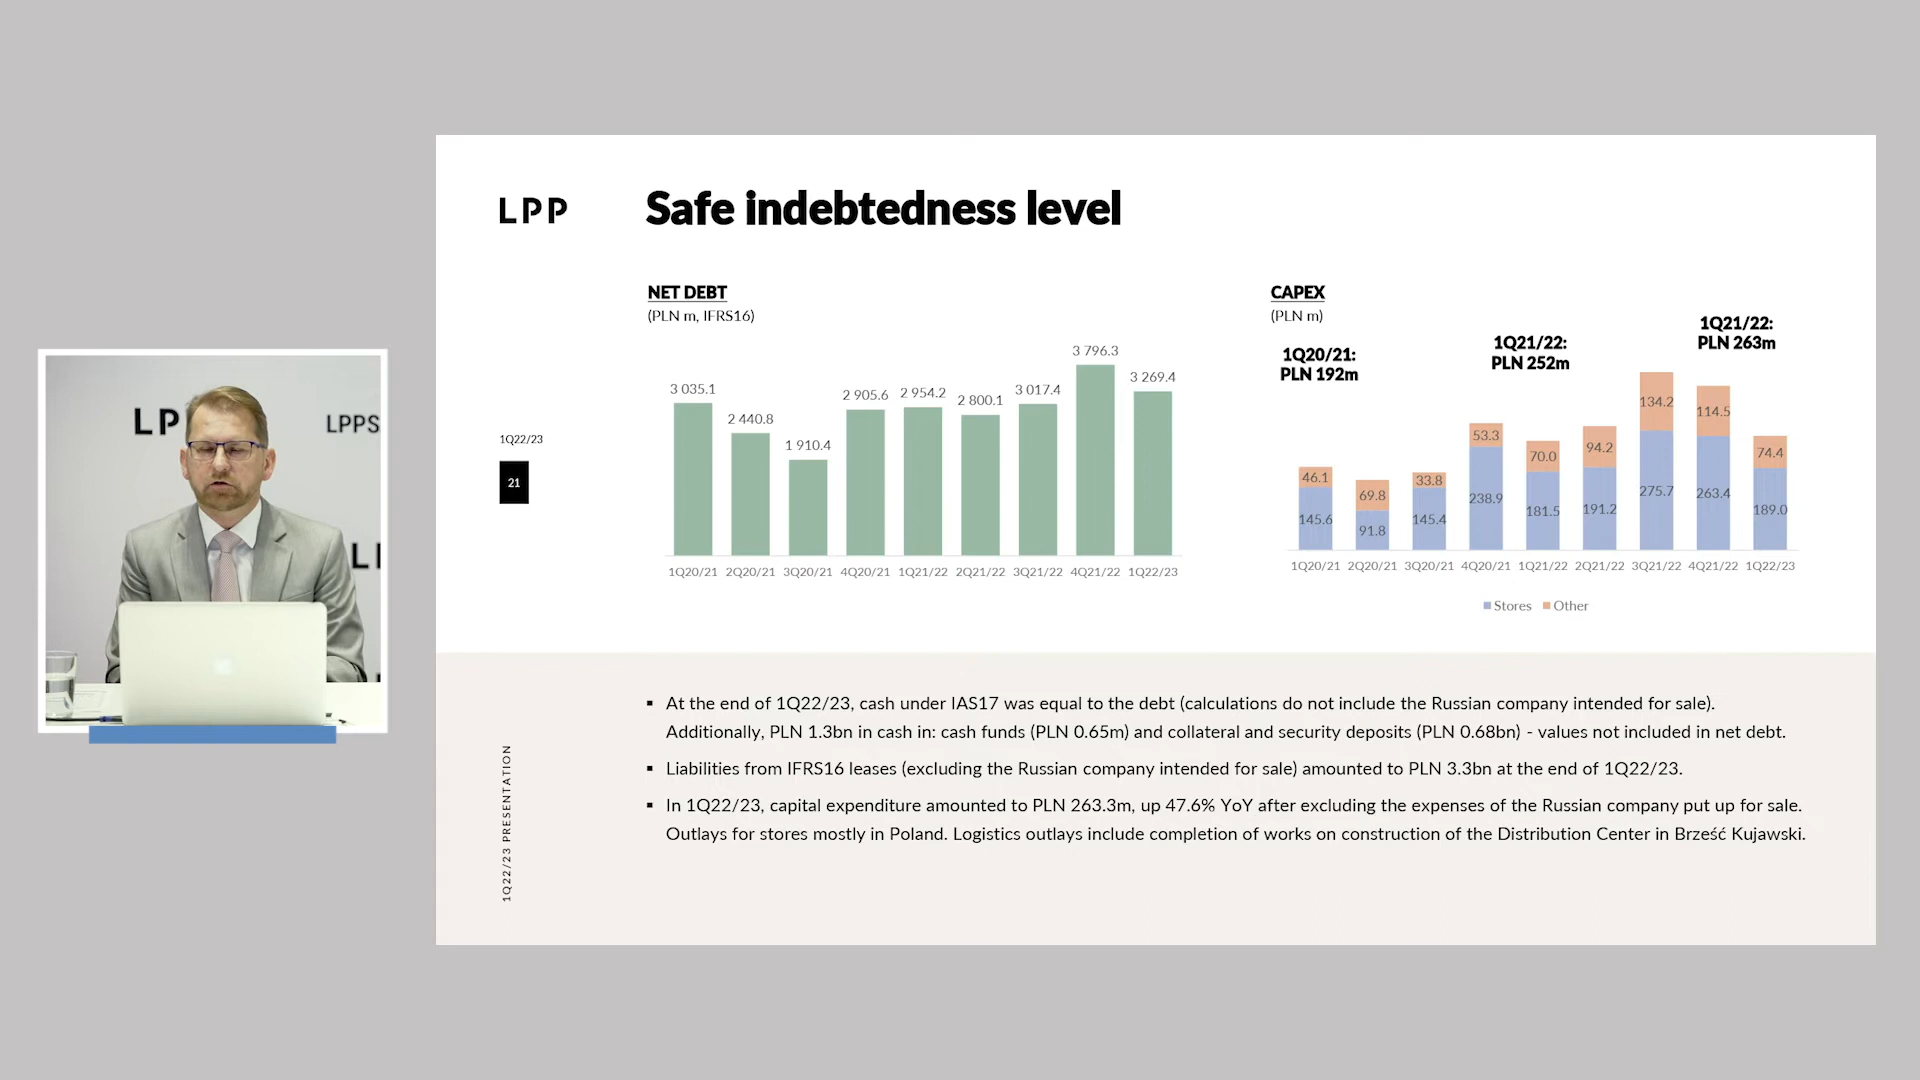 LPP
Safe indebtedness level
NET DEBT
(PLN m, IFRS16)
3 035.1
2 440.8
1 910.4
2 905.6
2 954.2
2 800.1
3 017.4
3 796.3
3 269.4
1Q20/21 2Q20/21 3Q20/21 4Q20/21 1Q21/22 2Q21/22 3Q21/22 4Q21/22 1Q22/23
CAPEX
(PLN m)
1Q20/21:
PLN 192m
1Q21/22:
PLN 252m
1Q21/22:
PLN 263m
46.1
69.8
33.8
53.3
70.0
94.2
134.2
114.5
74.4
145.6
91.8
145.4
238.9
181.5
191.2
275.7
263.4
189.0
1Q20/21 2Q20/21 3Q20/21 4Q20/21 1Q21/22 2Q21/22 3Q21/22 4Q21/22 1Q22/23
Stores Other
1Q22/23
21
LP
LPPS
L
▪ At the end of 1Q22/23, cash under IAS17 was equal to the debt (calculations do not include the Russian company intended for sale).
Additionally, PLN 1.3bn in cash in: cash funds (PLN 0.65m) and collateral and security deposits (PLN 0.68bn) - values not included in net debt.
▪ Liabilities from IFRS16 leases (excluding the Russian company intended for sale) amounted to PLN 3.3bn at the end of 1Q22/23.
▪ In 1Q22/23, capital expenditure amounted to PLN 263.3m, up 47.6% YoY after excluding the expenses of the Russian company put up for sale.
Outlays for stores mostly in Poland. Logistics outlays include completion of works on construction of the Distribution Center in Brześć Kujawski.
1Q22/23 PRESENTATION